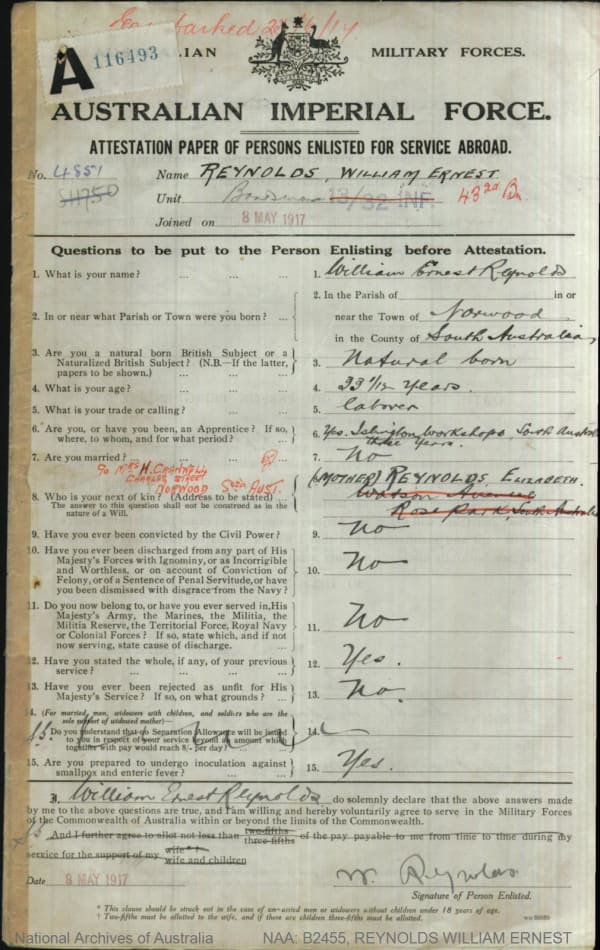 Embarked
A 116493
MILITARY FORCES.
AUSTRALIAN IMPERIAL FORCE.
ATTESTATION PAPER OF PERSONS ENLISTED FOR SERVICE ABROAD.
No. 4851 Name REYNOLDS, WILLIAM ERNEST
Unit 13/32 INF. 43rd Bn.
Joined on 8 MAY 1917
Questions to be put to the Person Enlisting before Attestation.
1. What is your name? ... ... ... 1. William Ernest Reynolds
2. In or near what Parish or Town were you born? ... 2. In the Parish of in or
near the Town of Norwood
in the County of South Australia
3. Are you a natural born British Subject or a
Naturalized British Subject? (N.B.—If the latter,
papers to be shown.) ... ... 3. Natural born
4. What is your age? ... ... ... 4. 33 1/12 years.
5. What is your trade or calling? ... ... 5. laborer
6. Are you, or have you been, an Apprentice? If so,
where, to whom, and for what period? ... 6. Yes. Islington Workshops, South Austral
three years.
7. Are you married? ... ... 7. No
c/o MRS H.
CHARLES STREET
NORWOOD Sth AUST.
8. Who is your next of kin? (Address to be stated) ... (MOTHER) REYNOLDS, ELIZABETH.
Watson Avenue
Rose Park, South Australia
The answer to this question shall not be construed as in the
nature of a Will.
9. Have you ever been convicted by the Civil Power? 9. No
10. Have you ever been discharged from any part of His
Majesty's Forces with Ignominy, or as Incorrigible
and Worthless, or on account of Conviction of
Felony, or of a Sentence of Penal Servitude, or have
you been dismissed with disgrace from the Navy? 10. No
11. Do you now belong to, or have you ever served in, His
Majesty's Army, the Marines, the Militia, the
Militia Reserve, the Territorial Force, Royal Navy
or Colonial Forces? If so, state which, and if not
now serving, state cause of discharge. ... 11. No
12. Have you stated the whole, if any, of your previous
service? ... ... ... ... 12. Yes.
13. Have you ever been rejected as unfit for His
Majesty's Service? If so, on what grounds? ... 13. No.
14. (For married men, widowers with children, and soldiers who are the
sole support of widowed mother)—
Do you understand that no Separation Allowance will be issued
to you in respect of your service beyond an amount which
together with pay would reach 8/- per day? ... 14.
15. Are you prepared to undergo inoculation against
smallpox and enteric fever? ... ... 15. Yes.
I, William Ernest Reynolds do solemnly declare that the above answers made
by me to the above questions are true, and I am willing and hereby voluntarily agree to serve in the Military Forces
of the Commonwealth of Australia within or beyond the limits of the Commonwealth.
And I further agree to allot not less than two-fifths three-fifths of the pay payable to me from time to time during my
service for the support of my wife* wife and children
Date 8 MAY 1917 W. Reynolds
Signature of Person Enlisted.
* This clause should be struck out in the case of unmarried men or widowers without children under 18 years of age.
† Two-fifths must be allotted to the wife, and if there are children three-fifths must be allotted.
National Archives of Australia NAA: B2455, REYNOLDS WILLIAM ERNEST